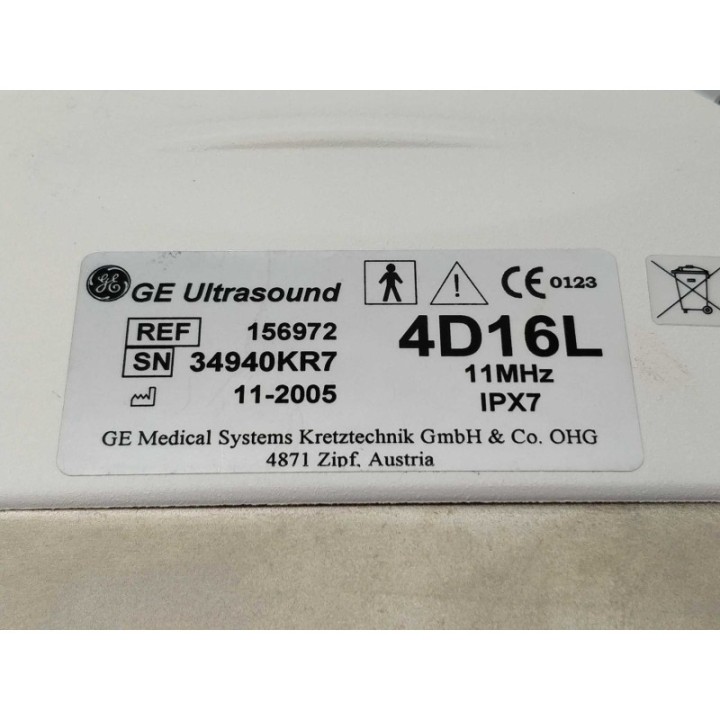 GE Ultrasound
CE 0123
REF 156972
SN 34940KR7
11-2005
4D16L
11MHz
IPX7
GE Medical Systems Kretztechnik GmbH & Co. OHG
4871 Zipf, Austria